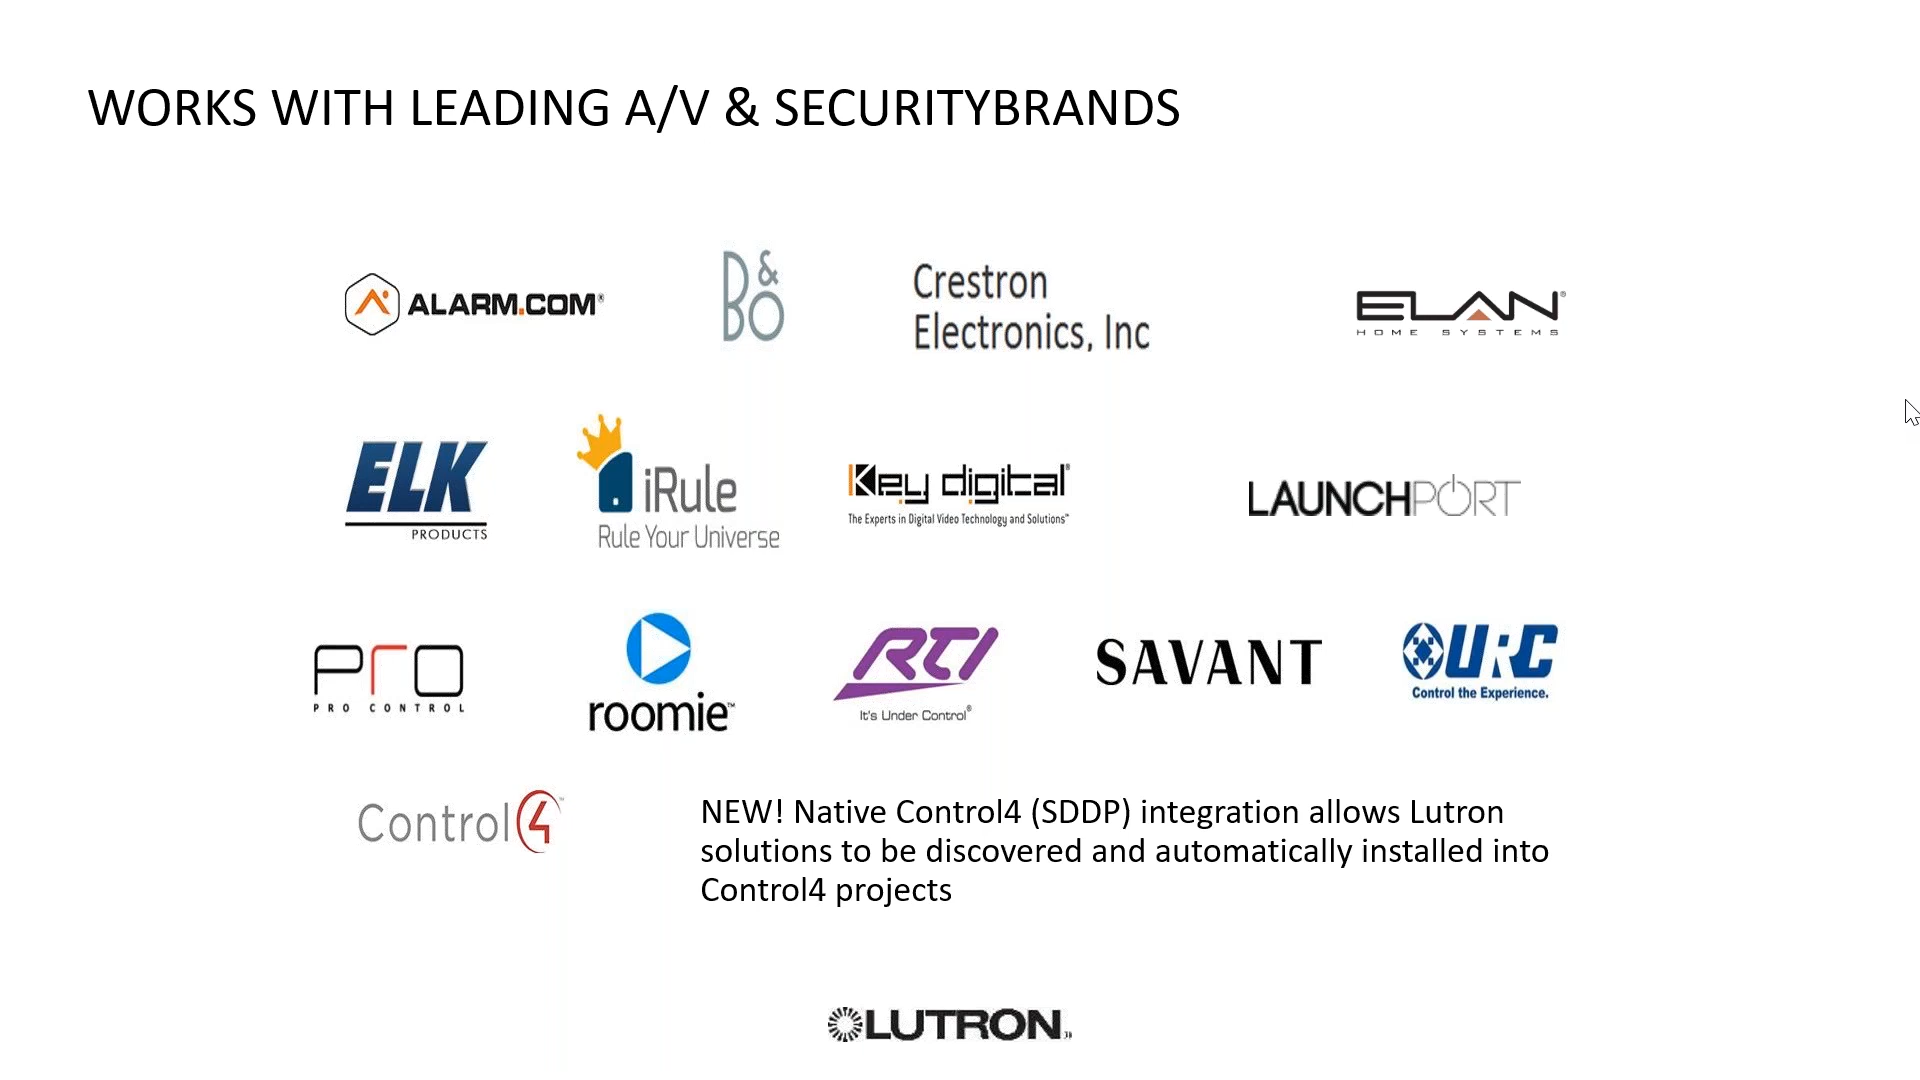 WORKS WITH LEADING A/V & SECURITYBRANDS
ALARM.COM®
B&O
Crestron
Electronics, Inc
ELAN®
HOME SYSTEMS
ELK
PRODUCTS
iRule
Rule Your Universe
Key digital®
The Experts in Digital Video Technology and Solutions™
LAUNCHPORT
pro
PRO CONTROL
roomie™
RTI
It's Under Control®
SAVANT
URC
Control the Experience.
Control4™
NEW! Native Control4 (SDDP) integration allows Lutron
solutions to be discovered and automatically installed into
Control4 projects
LUTRON